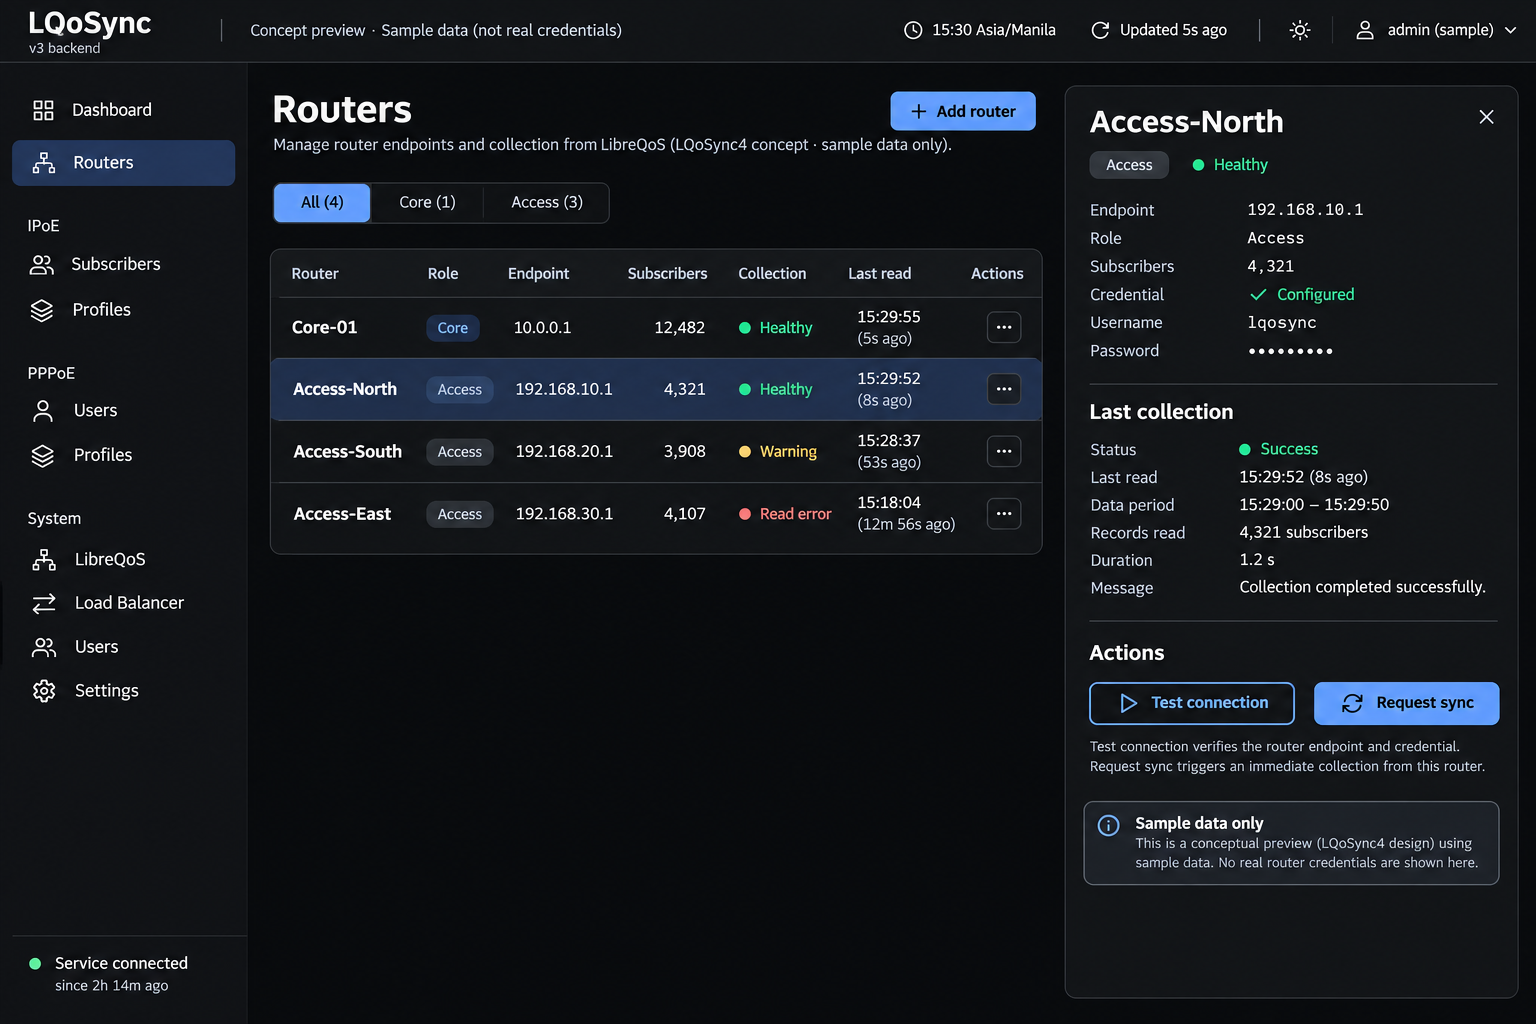 LQoSync
v3 backend
Concept preview · Sample data (not real credentials)
15:30 Asia/Manila
Updated 5s ago
admin (sample)
Dashboard
Routers
IPoE
Subscribers
Profiles
PPPoE
Users
Profiles
System
LibreQoS
Load Balancer
Users
Settings
Service connected
since 2h 14m ago
Routers
Add router
Manage router endpoints and collection from LibreQoS (LQoSync4 concept · sample data only).
All (4) Core (1) Access (3)
Router Role Endpoint Subscribers Collection Last read Actions
Core-01 Core 10.0.0.1 12,482 Healthy 15:29:55
(5s ago)
Access-North Access 192.168.10.1 4,321 Healthy 15:29:52
(8s ago)
Access-South Access 192.168.20.1 3,908 Warning 15:28:37
(53s ago)
Access-East Access 192.168.30.1 4,107 Read error 15:18:04
(12m 56s ago)
Access-North
Access Healthy
Endpoint 192.168.10.1
Role Access
Subscribers 4,321
Credential Configured
Username lqosync
Password •••••••••
Last collection
Status Success
Last read 15:29:52 (8s ago)
Data period 15:29:00 – 15:29:50
Records read 4,321 subscribers
Duration 1.2 s
Message Collection completed successfully.
Actions
Test connection Request sync
Test connection verifies the router endpoint and credential.
Request sync triggers an immediate collection from this router.
Sample data only
This is a conceptual preview (LQoSync4 design) using
sample data. No real router credentials are shown here.